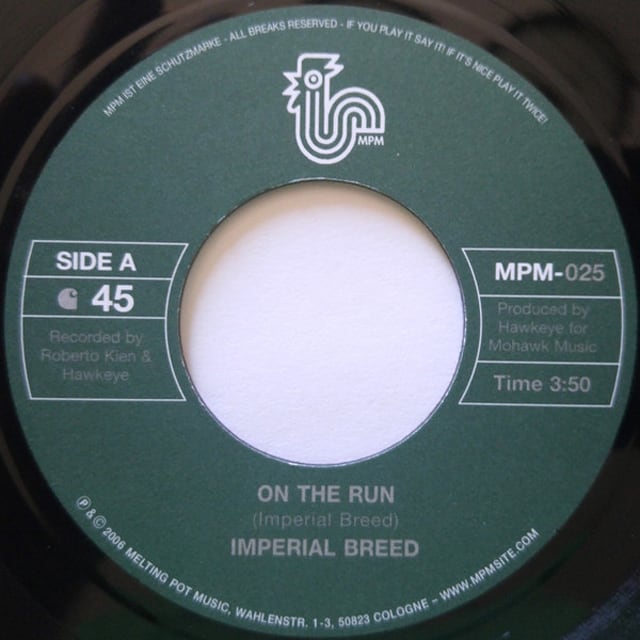 MPM IST EINE SCHUTZMARKE - ALL BREAKS RESERVED - IF YOU PLAY IT SAY IT! IF IT'S NICE PLAY IT TWICE!
MPM
SIDE A
45
Recorded by
Roberto Kien &
Hawkeye
MPM-025
Produced by
Hawkeye for
Mohawk Music
Time 3:50
ON THE RUN
(Imperial Breed)
IMPERIAL BREED
℗ & © 2006 MELTING POT MUSIC, WAHLENSTR. 1-3, 50823 COLOGNE - WWW.MPMSITE.COM